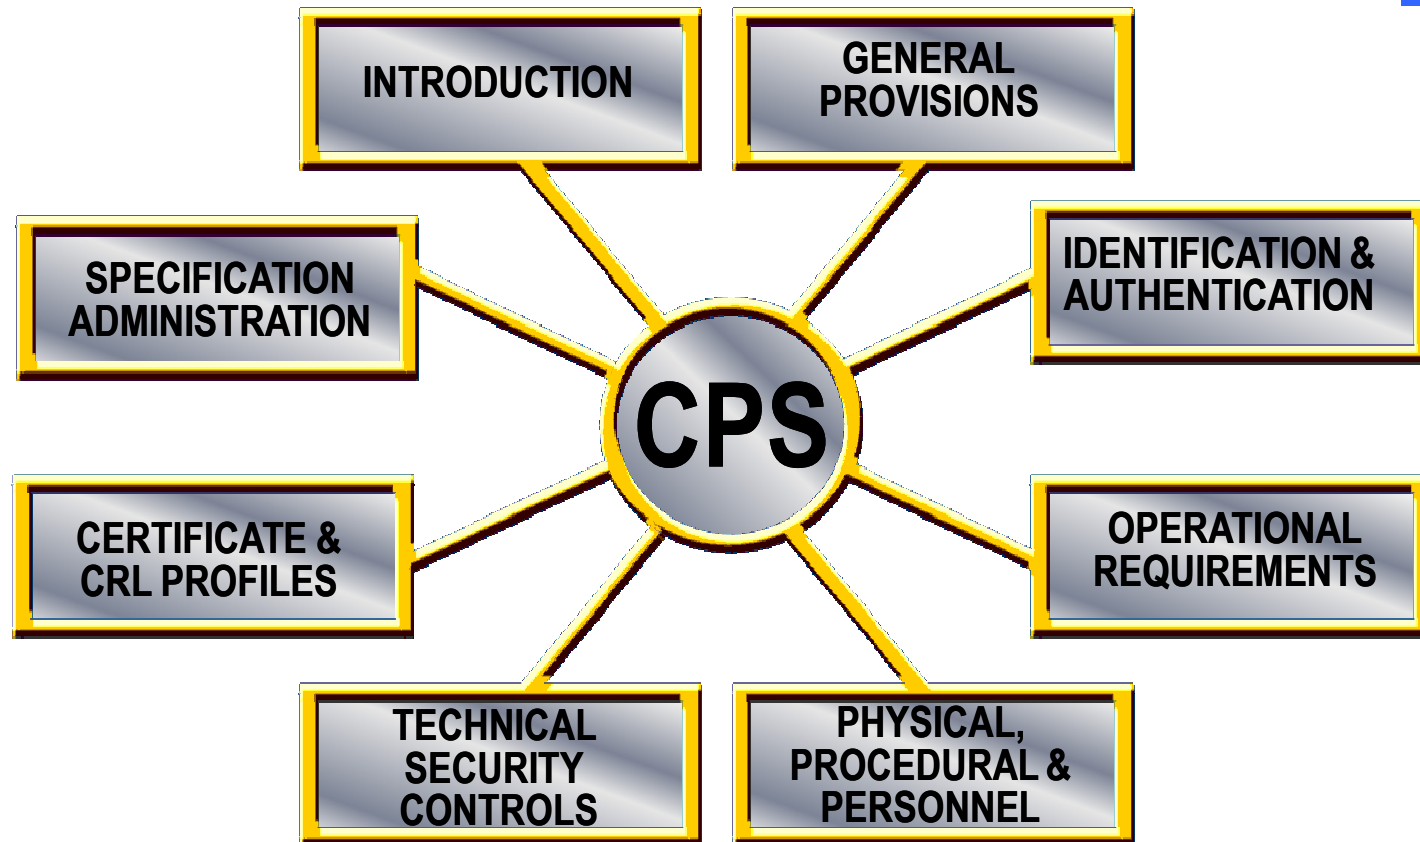 INTRODUCTION
GENERAL
PROVISIONS
SPECIFICATION
ADMINISTRATION
IDENTIFICATION &
AUTHENTICATION
CPS
CERTIFICATE &
CRL PROFILES
OPERATIONAL
REQUIREMENTS
TECHNICAL
SECURITY
CONTROLS
PHYSICAL,
PROCEDURAL &
PERSONNEL